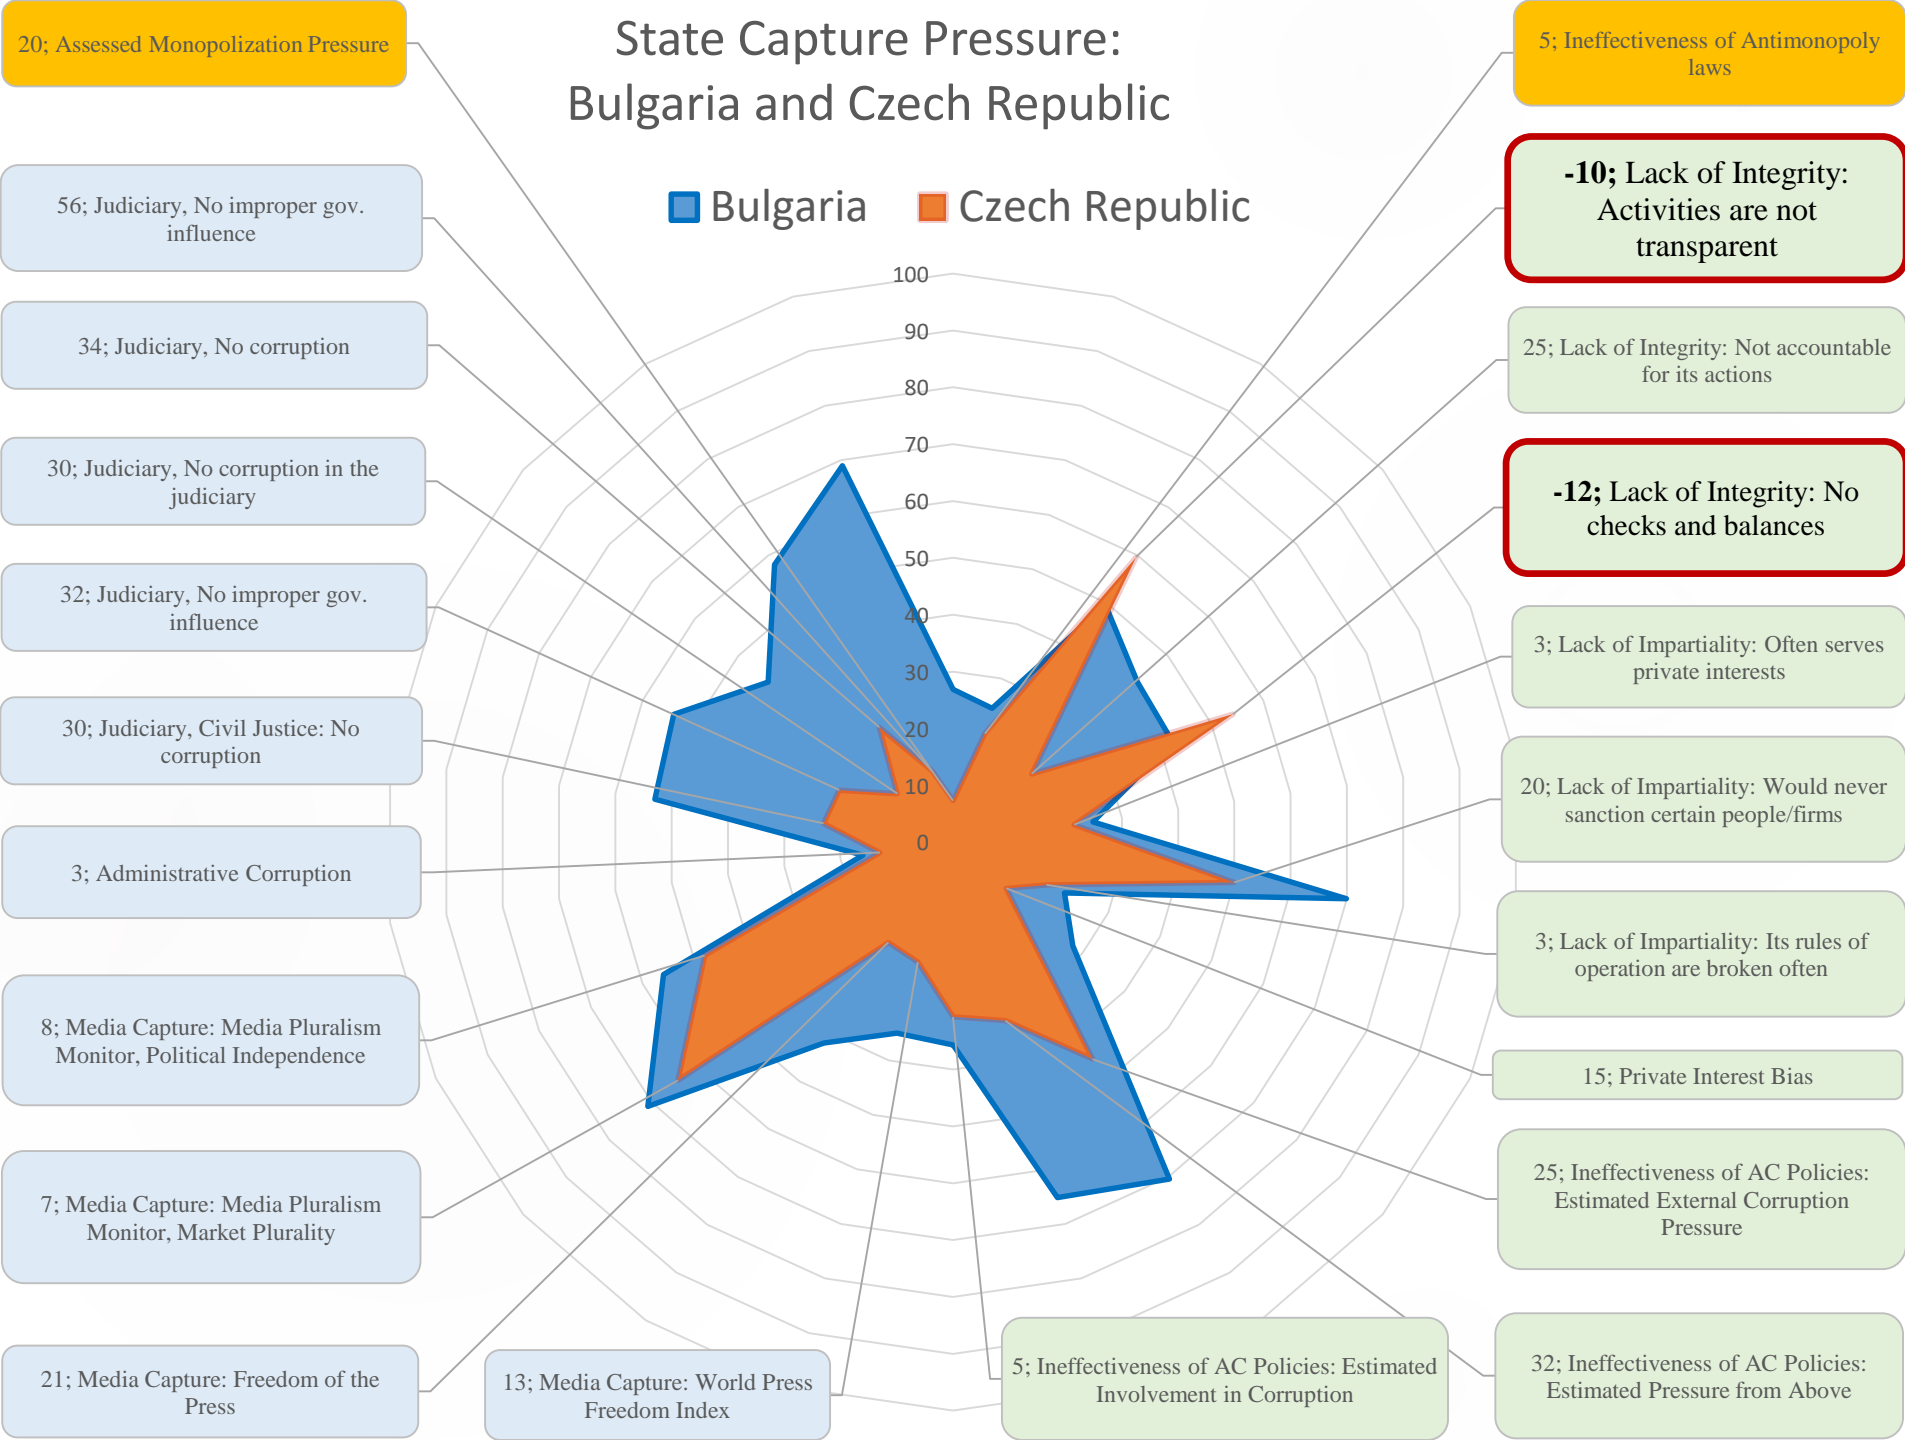 State Capture Pressure:
Bulgaria and Czech Republic
Bulgaria
Czech Republic
20; Assessed Monopolization Pressure
56; Judiciary, No improper gov.
influence
34; Judiciary, No corruption
30; Judiciary, No corruption in the
judiciary
32; Judiciary, No improper gov.
influence
30; Judiciary, Civil Justice: No
corruption
3; Administrative Corruption
8; Media Capture: Media Pluralism
Monitor, Political Independence
7; Media Capture: Media Pluralism
Monitor, Market Plurality
21; Media Capture: Freedom of the
Press
13; Media Capture: World Press
Freedom Index
100
90
80
70
60
50
40
30
20
10
0
5; Ineffectiveness of Antimonopoly
laws
-10; Lack of Integrity:
Activities are not
transparent
25; Lack of Integrity: Not accountable
for its actions
-12; Lack of Integrity: No
checks and balances
3; Lack of Impartiality: Often serves
private interests
20; Lack of Impartiality: Would never
sanction certain people/firms
3; Lack of Impartiality: Its rules of
operation are broken often
15; Private Interest Bias
25; Ineffectiveness of AC Policies:
Estimated External Corruption
Pressure
32; Ineffectiveness of AC Policies:
Estimated Pressure from Above
5; Ineffectiveness of AC Policies: Estimated
Involvement in Corruption